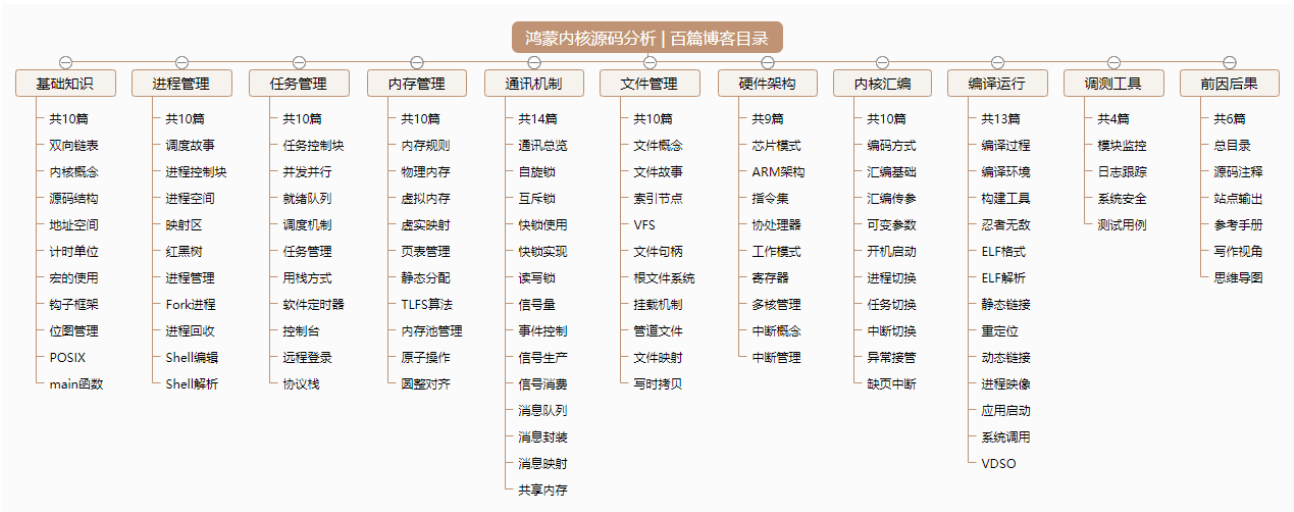 鸿蒙内核源码分析 | 百篇博客目录
基础知识
共10篇
双向链表
内核概念
源码结构
地址空间
计时单位
宏的使用
钩子框架
位图管理
POSIX
main函数
进程管理
共10篇
调度故事
进程控制块
进程空间
映射区
红黑树
进程管理
Fork进程
进程回收
Shell编辑
Shell解析
任务管理
共10篇
任务控制块
并发并行
就绪队列
调度机制
任务管理
用栈方式
软件定时器
控制台
远程登录
协议栈
内存管理
共10篇
内存规则
物理内存
虚拟内存
虚实映射
页表管理
静态分配
TLFS算法
内存池管理
原子操作
圆整对齐
通讯机制
共14篇
通讯总览
自旋锁
互斥锁
快锁使用
快锁实现
读写锁
信号量
事件控制
信号生产
信号消费
消息队列
消息封装
消息映射
共享内存
文件管理
共10篇
文件概念
文件故事
索引节点
VFS
文件句柄
根文件系统
挂载机制
管道文件
文件映射
写时拷贝
硬件架构
共9篇
芯片模式
ARM架构
指令集
协处理器
工作模式
寄存器
多核管理
中断概念
中断管理
内核汇编
共10篇
编码方式
汇编基础
汇编传参
可变参数
开机启动
进程切换
任务切换
中断切换
异常接管
缺页中断
编译运行
共13篇
编译过程
编译环境
构建工具
忍者无敌
ELF格式
ELF解析
静态链接
重定位
动态链接
进程映像
应用启动
系统调用
VDSO
调测工具
共4篇
模块监控
日志跟踪
系统安全
测试用例
前因后果
共6篇
总目录
源码注释
站点输出
参考手册
写作视角
思维导图